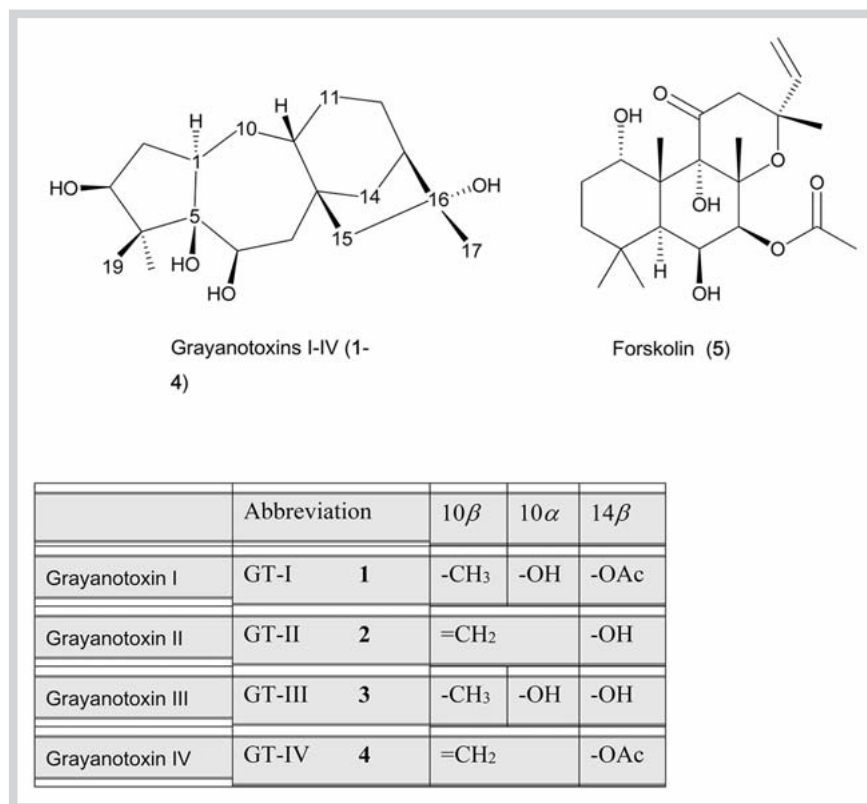 H
H
11
10
1
HO
14
16
OH
5
15
17
19
HO
HO
Grayanotoxins I-IV (1-
4)
O
OH
O
O
OH
O
H
OH
Forskolin (5)
Abbreviation 10β 10α 14β
Grayanotoxin I GT-I 1 -CH₃ -OH -OAc
Grayanotoxin II GT-II 2 =CH₂ -OH
Grayanotoxin III GT-III 3 -CH₃ -OH -OH
Grayanotoxin IV GT-IV 4 =CH₂ -OAc